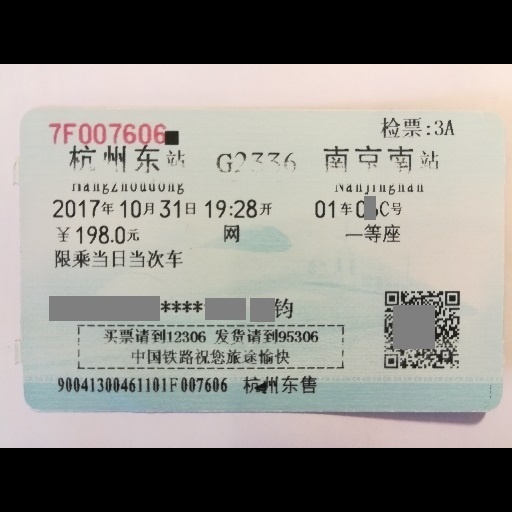 7F007606 检票:3A
杭州东站 G2336 南京南站
Hangzhoudong Nanjingnan
2017年10月31日 19:28开 01车0 C号
￥198.0元 网 一等座
限乘当日当次车
**** 钧
买票请到12306 发货请到95306
中国铁路祝您旅途愉快
90041300461101F007606 杭州东售